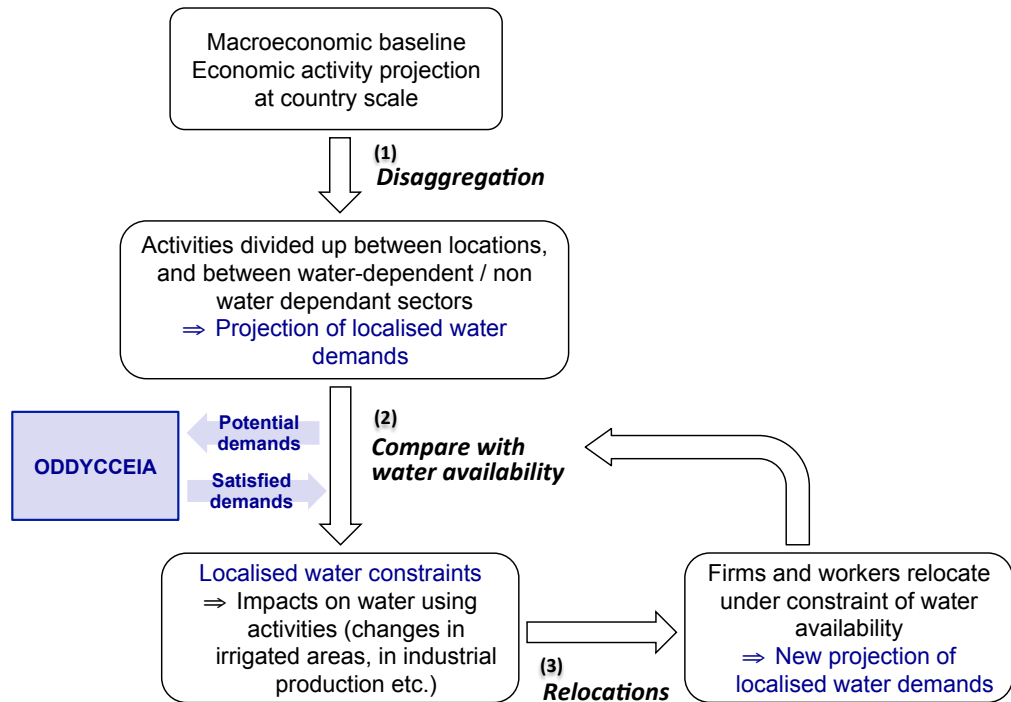 Macroeconomic baseline
Economic activity projection
at country scale
(1)
Disaggregation
Activities divided up between locations,
and between water-dependent / non
water dependant sectors
⇒ Projection of localised water
demands
ODDYCCEIA
Potential
demands
Satisfied
demands
(2)
Compare with
water availability
Localised water constraints
⇒ Impacts on water using
activities (changes in
irrigated areas, in industrial
production etc.)
(3)
Relocations
Firms and workers relocate
under constraint of water
availability
⇒ New projection of
localised water demands